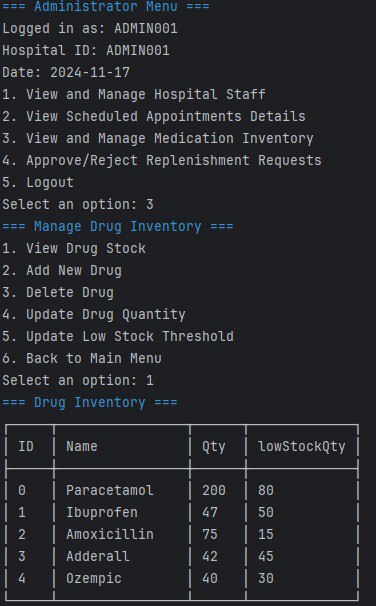 === Administrator Menu ===
Logged in as: ADMIN001
Hospital ID: ADMIN001
Date: 2024-11-17
1. View and Manage Hospital Staff
2. View Scheduled Appointments Details
3. View and Manage Medication Inventory
4. Approve/Reject Replenishment Requests
5. Logout
Select an option: 3
=== Manage Drug Inventory ===
1. View Drug Stock
2. Add New Drug
3. Delete Drug
4. Update Drug Quantity
5. Update Low Stock Threshold
6. Back to Main Menu
Select an option: 1
=== Drug Inventory ===
ID Name Qty lowStockQty
0 Paracetamol 200 80
1 Ibuprofen 47 50
2 Amoxicillin 75 15
3 Adderall 42 45
4 Ozempic 40 30